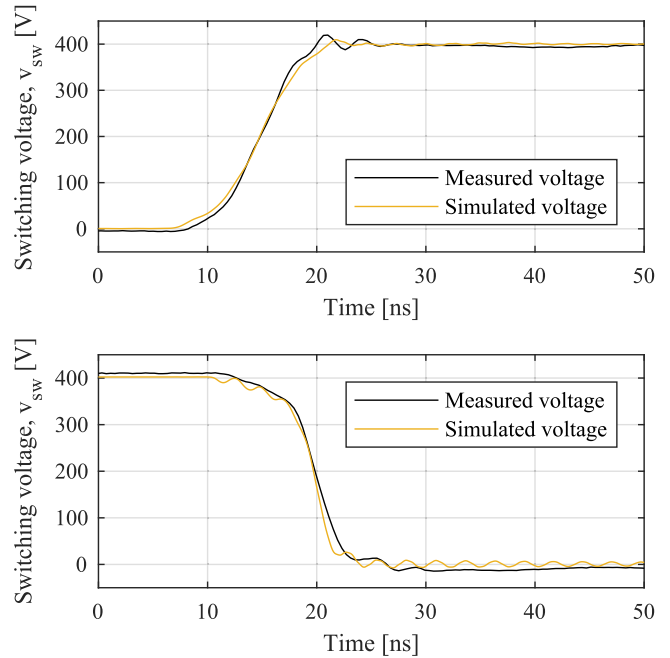 Switching voltage, v_sw [V]
400
300
200
100
0
Measured voltage
Simulated voltage
0 10 20 30 40 50
Time [ns]
Switching voltage, v_sw [V]
400
300
200
100
0
Measured voltage
Simulated voltage
0 10 20 30 40 50
Time [ns]